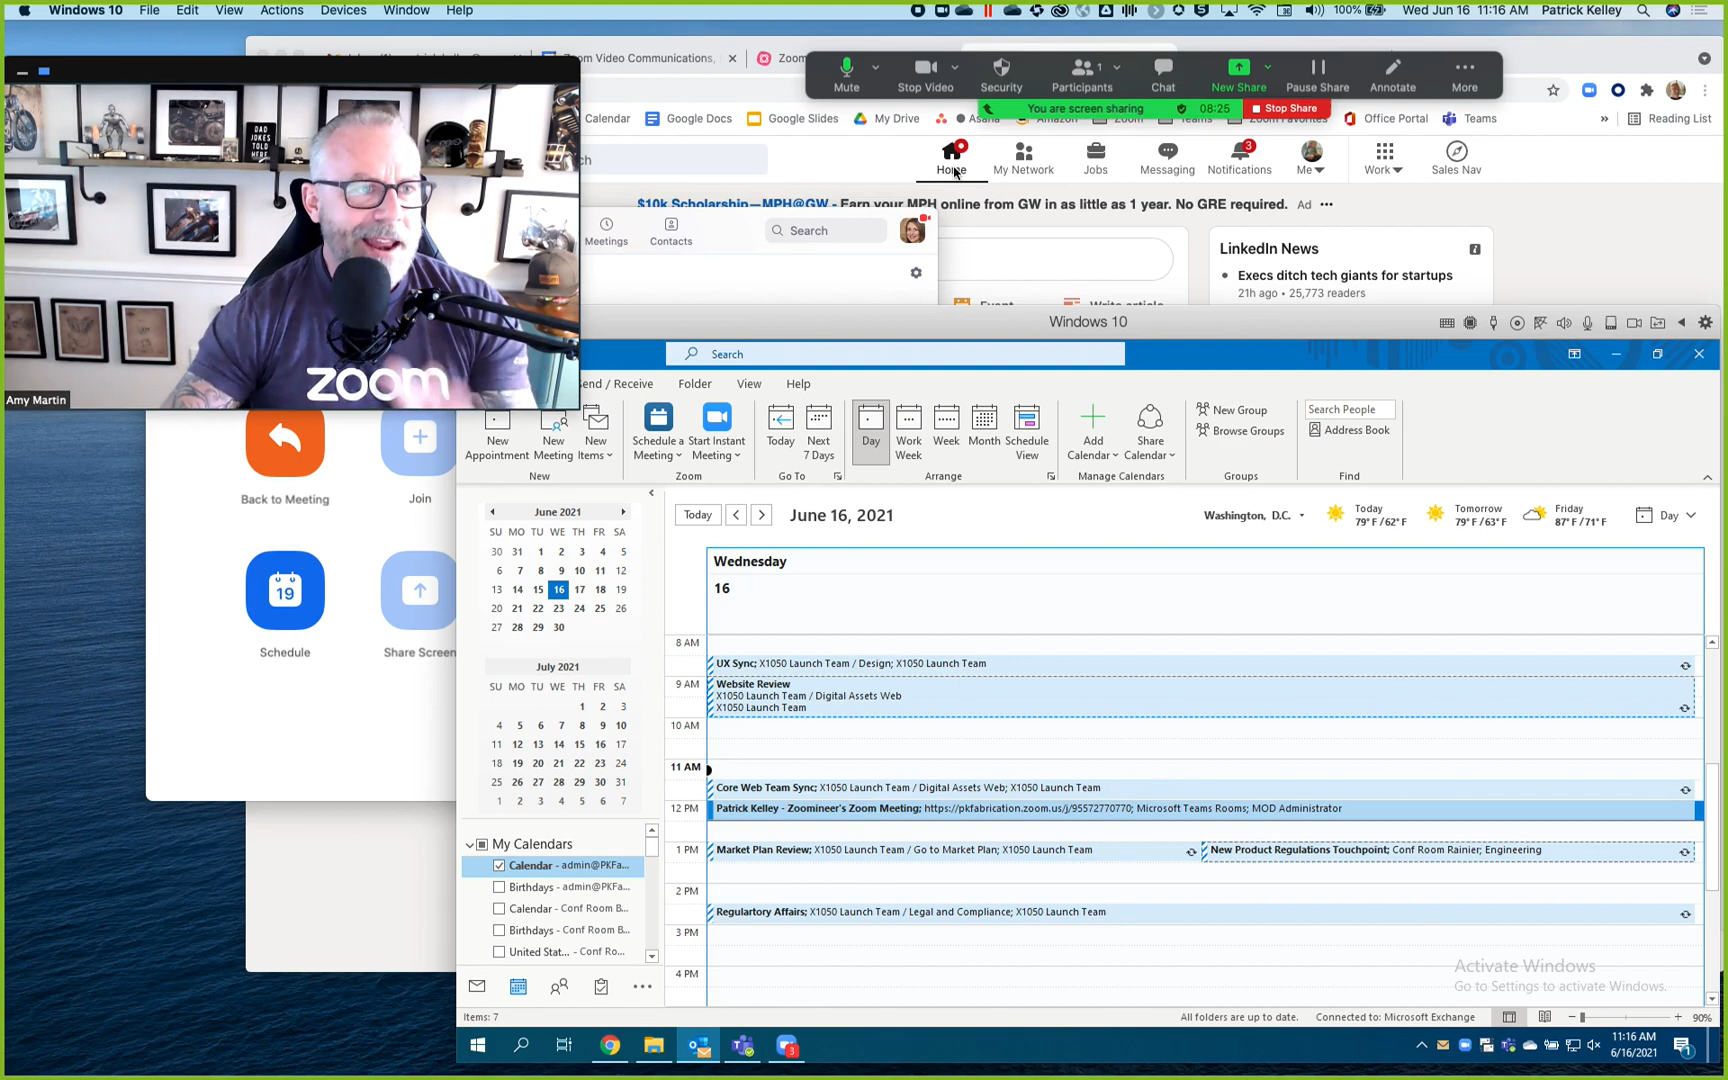 Windows 10 File Edit View Actions Devices Window Help
100% Wed Jun 16 11:16 AM Patrick Kelley
Zoom Video Communications,
Zoom
Mute
Stop Video
Security
Participants 1
Chat
New Share
Pause Share
Annotate
More
You are screen sharing 08:25 Stop Share
Calendar Google Docs Google Slides My Drive Asana Amazon Zoom Teams Zoom Favorites Office Portal Teams » Reading List
DAD
JOKES
TOLD
HERE
zoom
Amy Martin
Home
My Network
Jobs
Messaging
3
Notifications
Me
Work
Sales Nav
$10k Scholarship—MPH@GW - Earn your MPH online from GW in as little as 1 year. No GRE required. Ad
Meetings
Contacts
Search
Event
Write article
LinkedIn News
Execs ditch tech giants for startups
21h ago • 25,773 readers
Back to Meeting
Join
19
Schedule
Share Screen
Windows 10
Search
end / Receive Folder View Help
New Appointment
New Meeting
New Items
New
Schedule a Meeting
Start Instant Meeting
Zoom
Today
Next 7 Days
Go To
Day
Work Week
Week
Month
Schedule View
Arrange
Add Calendar
Share Calendar
Manage Calendars
New Group
Browse Groups
Groups
Search People
Address Book
Find
June 2021
SU MO TU WE TH FR SA
30 31 1 2 3 4 5
6 7 8 9 10 11 12
13 14 15 16 17 18 19
20 21 22 23 24 25 26
27 28 29 30
July 2021
SU MO TU WE TH FR SA
1 2 3
4 5 6 7 8 9 10
11 12 13 14 15 16 17
18 19 20 21 22 23 24
25 26 27 28 29 30 31
1 2 3 4 5 6 7
My Calendars
Calendar - admin@PKFa...
Birthdays - admin@PKFa...
Calendar - Conf Room B...
Birthdays - Conf Room B...
United Stat... - Conf Ro...
Today June 16, 2021
Washington, D.C.
Today
79° F / 62° F
Tomorrow
79° F / 63° F
Friday
87° F / 71° F
Day
Wednesday
16
8 AM
UX Sync; X1050 Launch Team / Design; X1050 Launch Team
9 AM
Website Review
X1050 Launch Team / Digital Assets Web
X1050 Launch Team
10 AM
11 AM
Core Web Team Sync; X1050 Launch Team / Digital Assets Web; X1050 Launch Team
12 PM
Patrick Kelley - Zoomineer's Zoom Meeting; https://pkfabrication.zoom.us/j/95572770770; Microsoft Teams Rooms; MOD Administrator
1 PM
Market Plan Review; X1050 Launch Team / Go to Market Plan; X1050 Launch Team
New Product Regulations Touchpoint; Conf Room Rainier; Engineering
2 PM
Regulartory Affairs; X1050 Launch Team / Legal and Compliance; X1050 Launch Team
3 PM
4 PM
Activate Windows
Go to Settings to activate Windows.
Items: 7
All folders are up to date. Connected to: Microsoft Exchange 90%
3
11:16 AM
6/16/2021
1